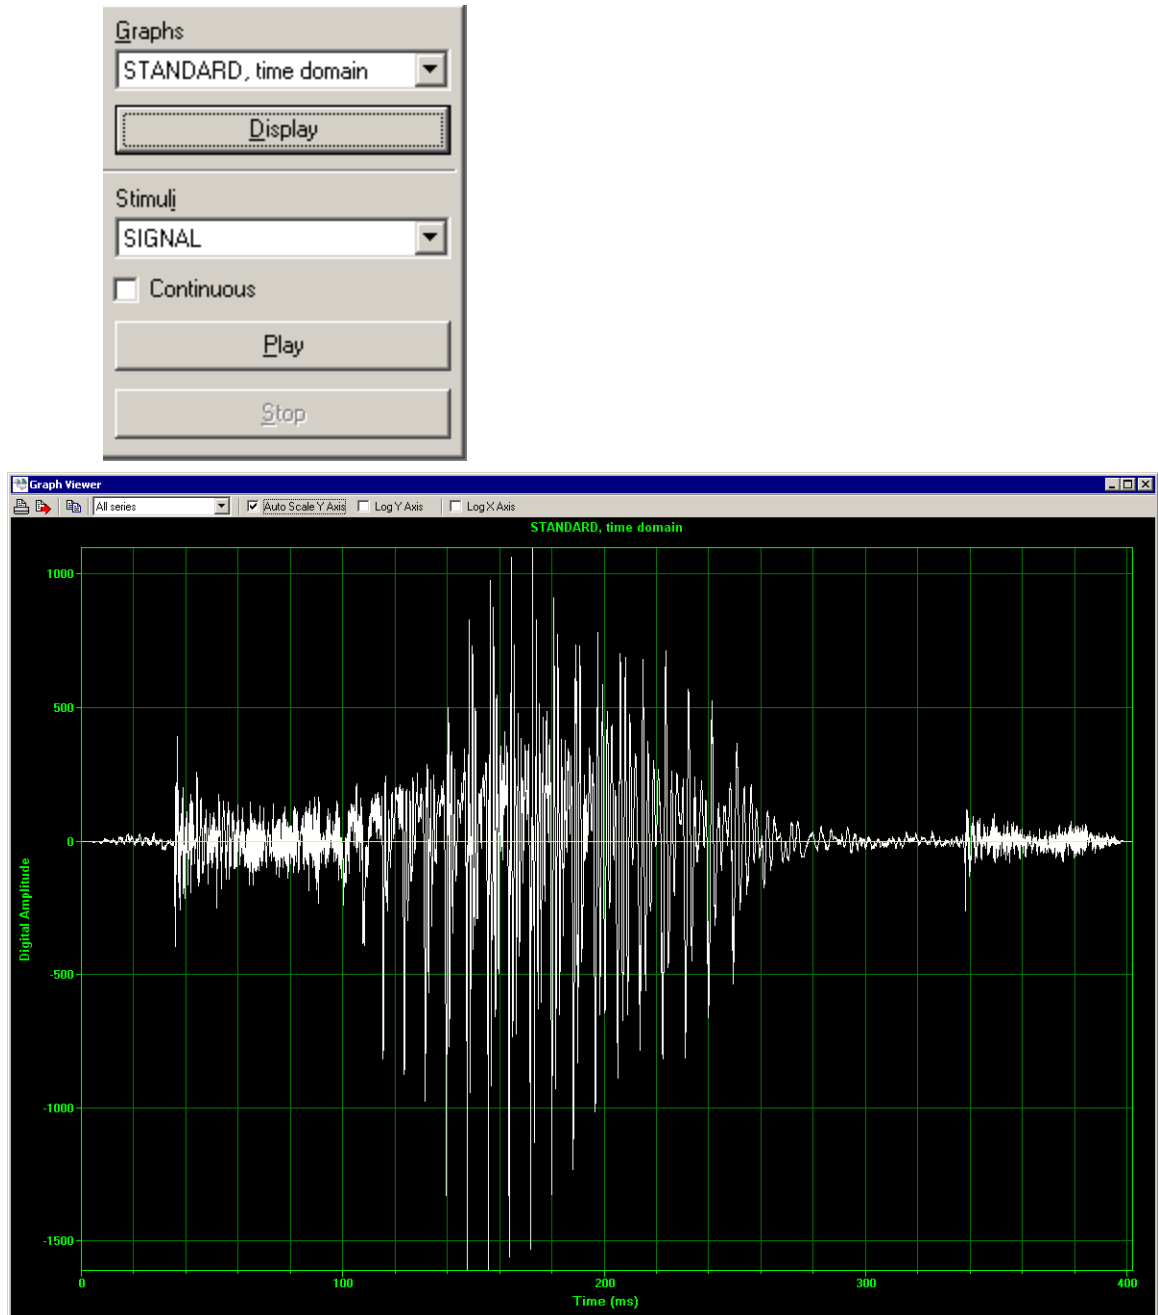 Graphs
STANDARD, time domain
Display
Stimuli
SIGNAL
Continuous
Play
Stop
Graph Viewer
All series
Auto Scale Y Axis
Log Y Axis
Log X Axis
STANDARD, time domain
1000
500
0
-500
-1000
-1500
Digital Amplitude
0
100
200
300
400
Time (ms)